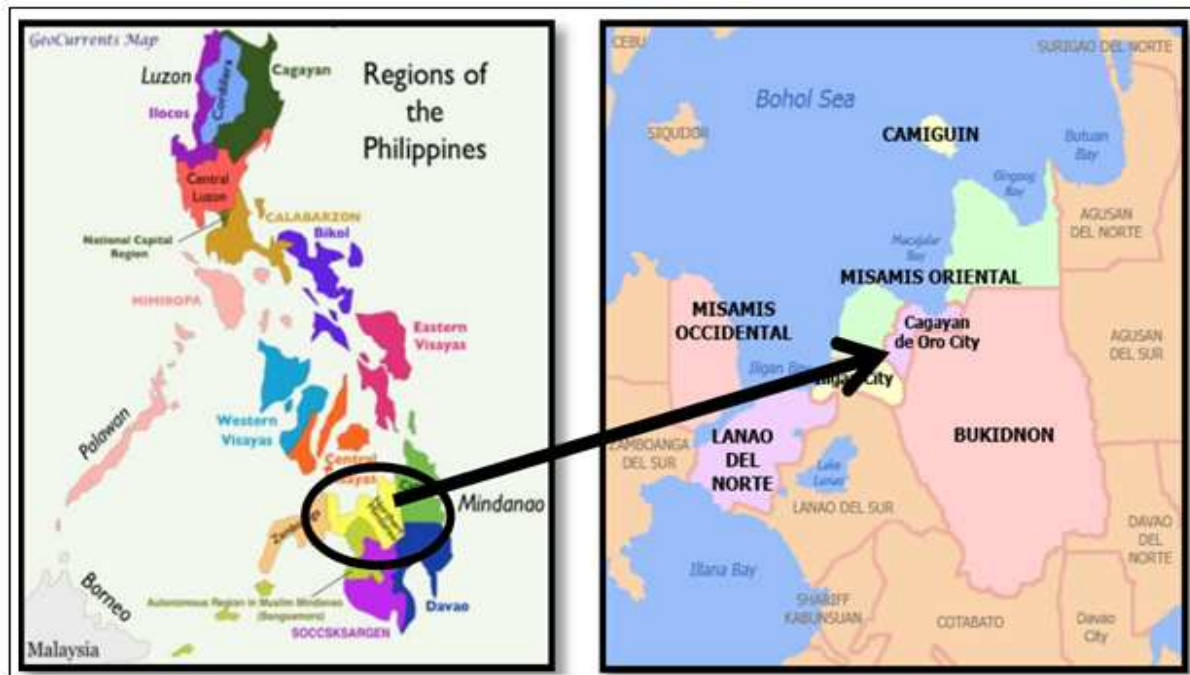 GeoCurrents Map
Regions of
the
Philippines
Luzon
Cagayan
Cordillera
Ilocos
Central
Luzon
CALABARZON
National Capital
Region
Bikol
MIMIROPA
Eastern
Visayas
Palawan
Western
Visayas
Central
Mindanao
Borneo
Autonomous Region in Muslim Mindanao
Davao
SOCCSKSARGEN
Malaysia
CEBU
SURIGAO DEL NORTE
Bohol Sea
SIQUIJOR
CAMIGUIN
Butuan
Bay
Gingoog
Bay
AGUSAN
DEL NORTE
Macajalar
Bay
MISAMIS ORIENTAL
MISAMIS
OCCIDENTAL
Cagayan
de Oro City
AGUSAN
DEL SUR
Iligan Bay
City
ZAMBOANGA
DEL SUR
LANAO
DEL
NORTE
BUKIDNON
Lake
Lanao
LANAO DEL SUR
DAVAO
DEL
NORTE
Illana Bay
SHARIFF
KABUNSUAN
COTABATO
Davao
City